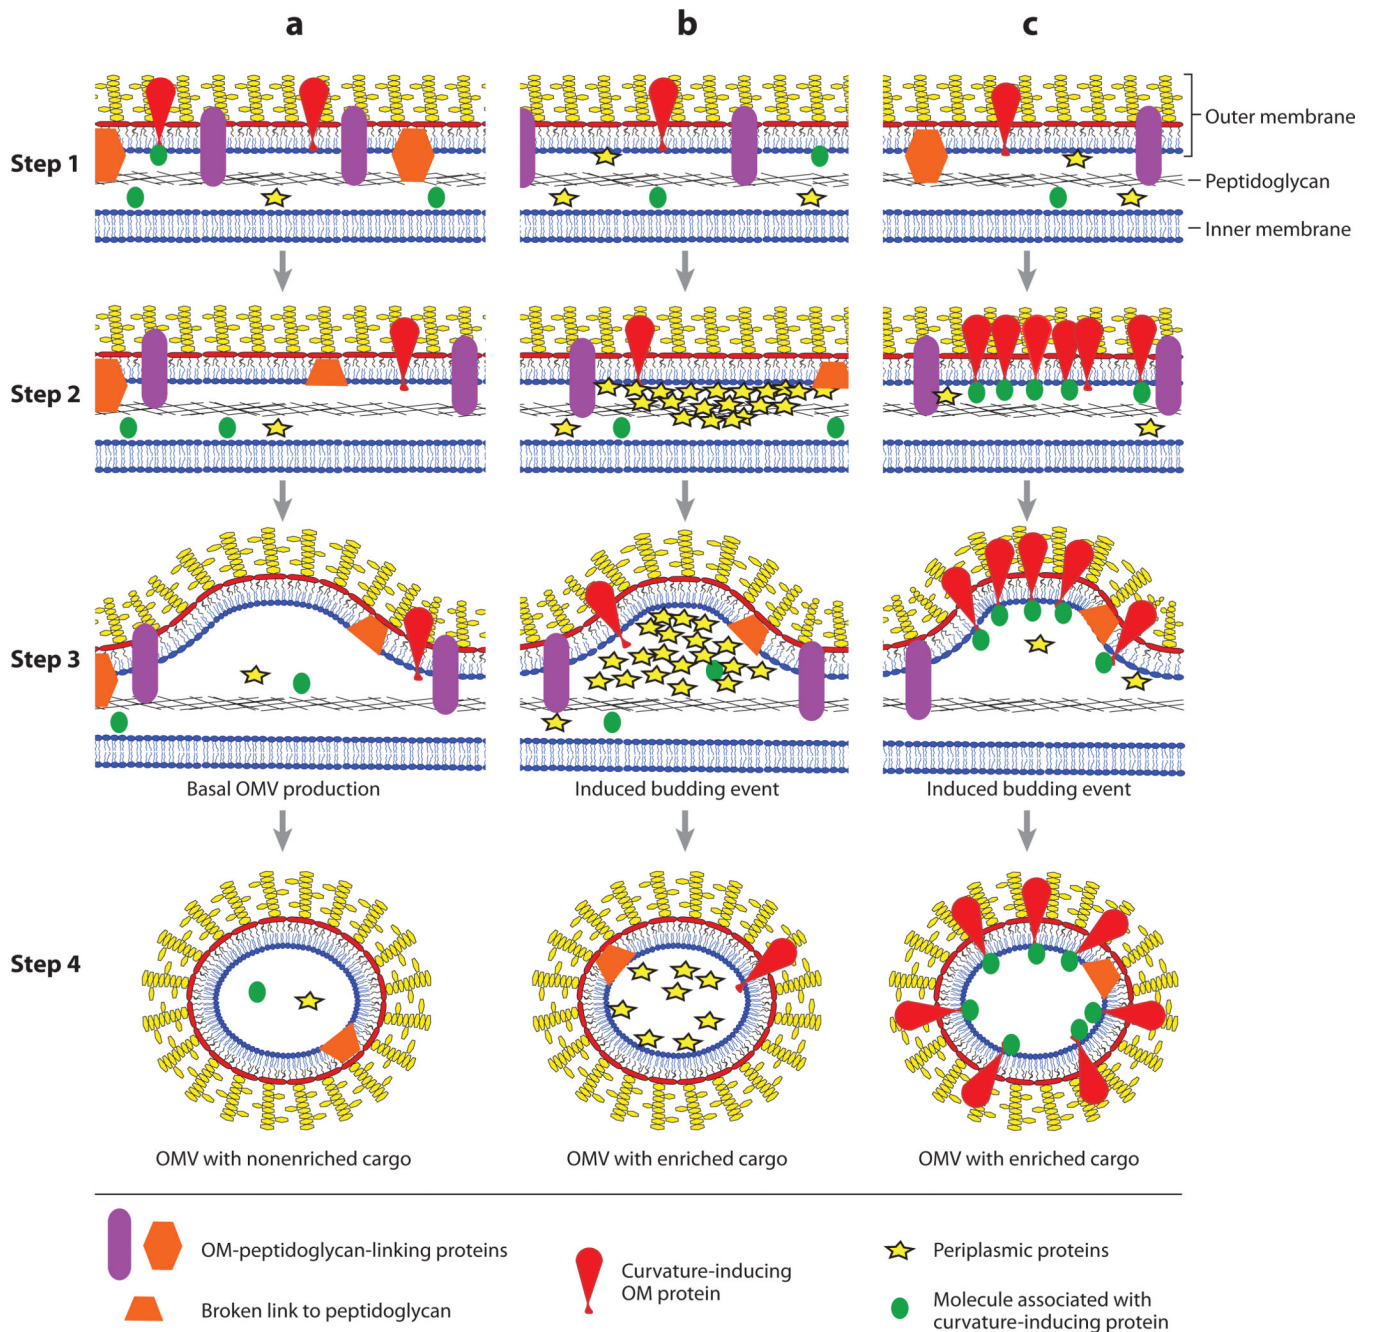 a
b
c
Step 1
Outer membrane
Peptidoglycan
Inner membrane
Step 2
Step 3
Basal OMV production
Induced budding event
Induced budding event
Step 4
OMV with nonenriched cargo
OMV with enriched cargo
OMV with enriched cargo
OM-peptidoglycan-linking proteins
Broken link to peptidoglycan
Curvature-inducing
OM protein
Periplasmic proteins
Molecule associated with
curvature-inducing protein